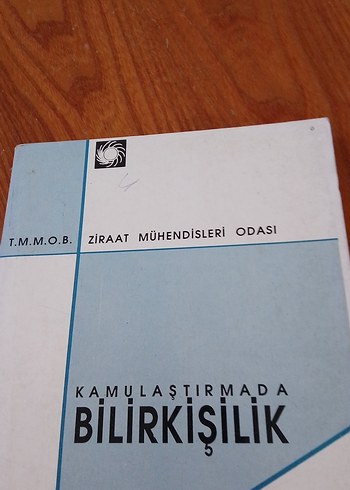 T.M.M.O.B. ZİRAAT MÜHENDİSLERİ ODASI
KAMULAŞTIRMADA
BİLİRKİŞİLİK